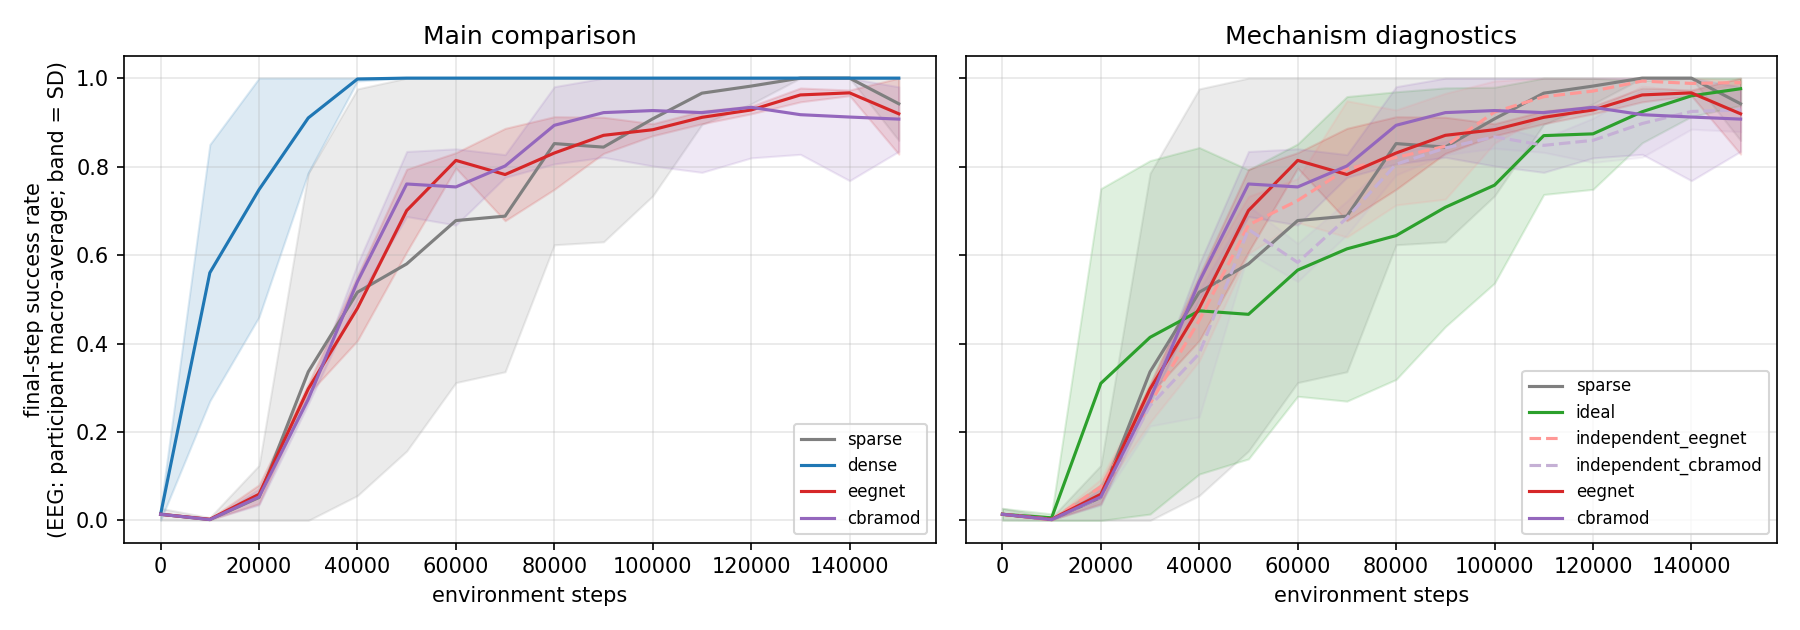 Main comparison
final-step success rate
(EEG: participant macro-average; band = SD)
1.0
0.8
0.6
0.4
0.2
0.0
sparse
dense
eegnet
cbramod
0 20000 40000 60000 80000 100000 120000 140000
environment steps
Mechanism diagnostics
sparse
ideal
independent_eegnet
independent_cbramod
eegnet
cbramod
0 20000 40000 60000 80000 100000 120000 140000
environment steps